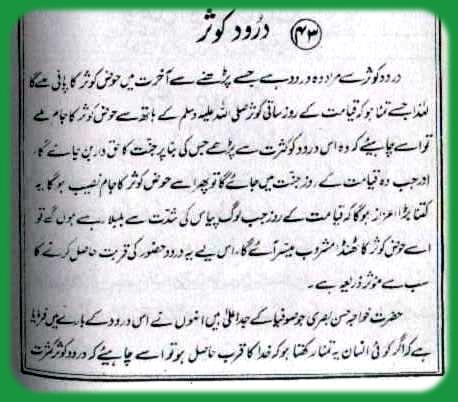 ۴۳ درُود کوثر
درود کوثر سے مراد وہ درود ہے جسے پڑھنے سے آخرت میں حوض کوثر کا پانی ملے گا
لہٰذا جسے تمنا ہو کہ قیامت کے روز ساقی کوثر صلی اللہ علیہ وسلم کے ہاتھ سے حوضِ کوثر کا جام ملے
تو اسے چاہیئے کہ وہ اس درود کو کثرت سے پڑھے جس کی بنا پر جنت کا حق دار بن جائے گا،
اور جب وہ قیامت کے روز جنت میں جائے گا تو پھر اسے حوض کوثر کا جام نصیب ہو گا یہ
کتنا بڑا اعزاز ہو گا کہ قیامت کے روز جب لوگ پیاس کی شدّت سے بلبلا رہے ہوں گے تو
اسے حوض کوثر کا ٹھنڈا مشروب میسر آئے گا۔ اس لیے یہ درود حضور کی قربت حاصل کرنے کا
سب سے مؤثر ذریعہ ہے۔
حضرت خواجہ حسن بصری جو صوفیا کے جد اعلیٰ ہیں انہوں نے اس درود کے بارے میں فرمایا
ہے کہ اگر کوئی انسان یہ تمنا رکھتا ہو کہ خدا کا قرب حاصل ہو تو اسے چاہیئے کہ درود کوثر کثرت